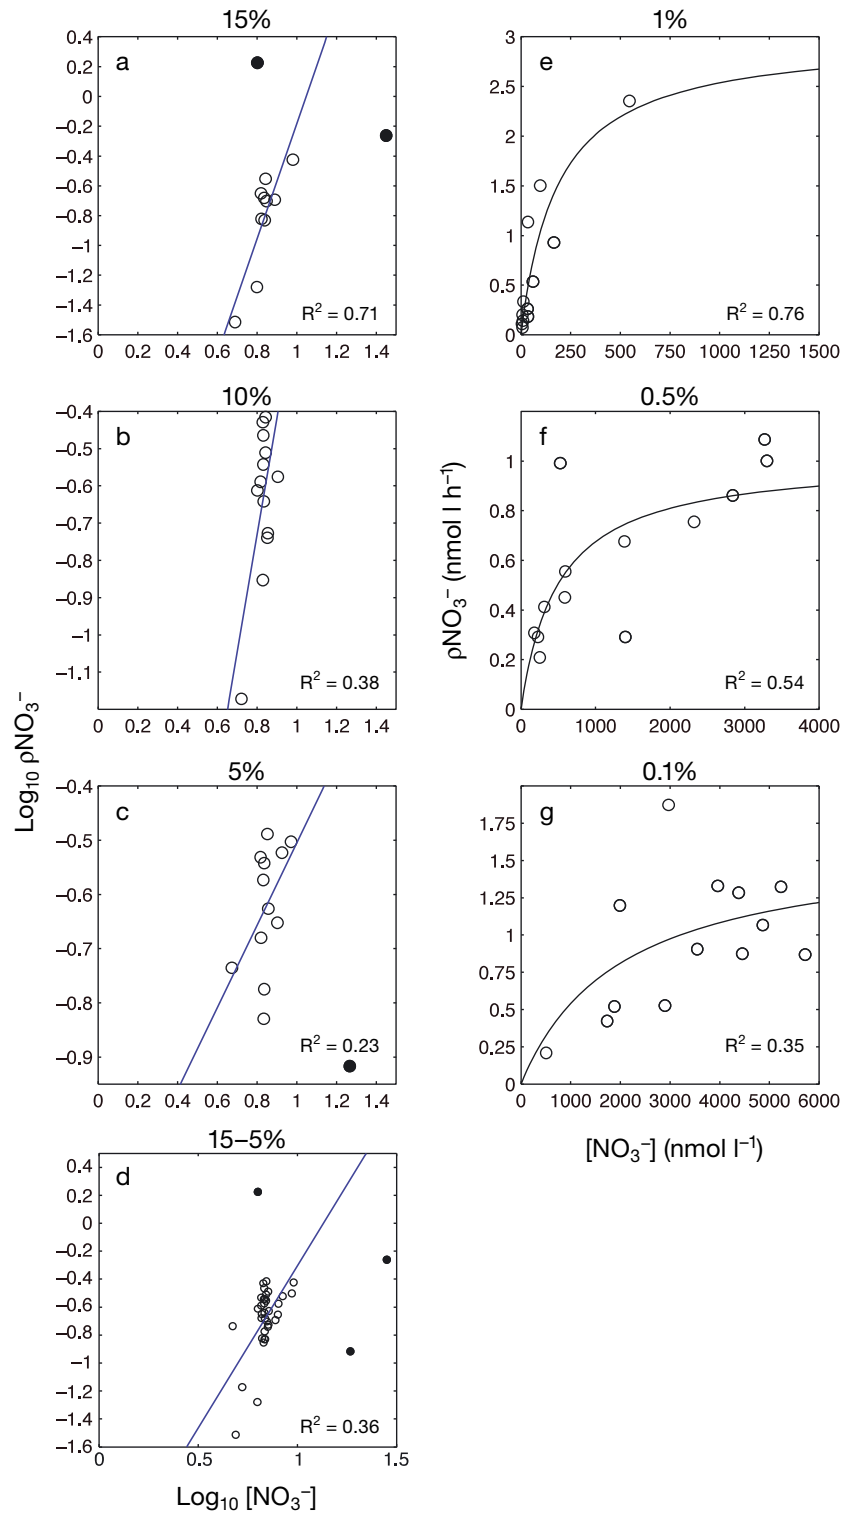 15%
0.4
0.2
0
−0.2
−0.4
−0.6
−0.8
−1
−1.2
−1.4
−1.6
a
R² = 0.71
0 0.2 0.4 0.6 0.8 1 1.2 1.4
10%
−0.4
−0.5
−0.6
−0.7
−0.8
−0.9
−1
−1.1
b
R² = 0.38
0 0.2 0.4 0.6 0.8 1 1.2 1.4
5%
−0.4
−0.5
−0.6
−0.7
−0.8
−0.9
c
R² = 0.23
0 0.2 0.4 0.6 0.8 1 1.2 1.4
15–5%
0.4
0.2
0
−0.2
−0.4
−0.6
−0.8
−1
−1.2
−1.4
−1.6
d
R² = 0.36
0 0.5 1 1.5
Log₁₀ ρNO₃⁻
Log₁₀ [NO₃⁻]
1%
3
2.5
2
1.5
1
0.5
0
e
R² = 0.76
0 250 500 750 1000 1250 1500
0.5%
1
0.8
0.6
0.4
0.2
0
f
R² = 0.54
0 1000 2000 3000 4000
0.1%
1.75
1.5
1.25
1
0.75
0.5
0.25
0
g
R² = 0.35
0 1000 2000 3000 4000 5000 6000
ρNO₃⁻ (nmol l h⁻¹)
[NO₃⁻] (nmol l⁻¹)